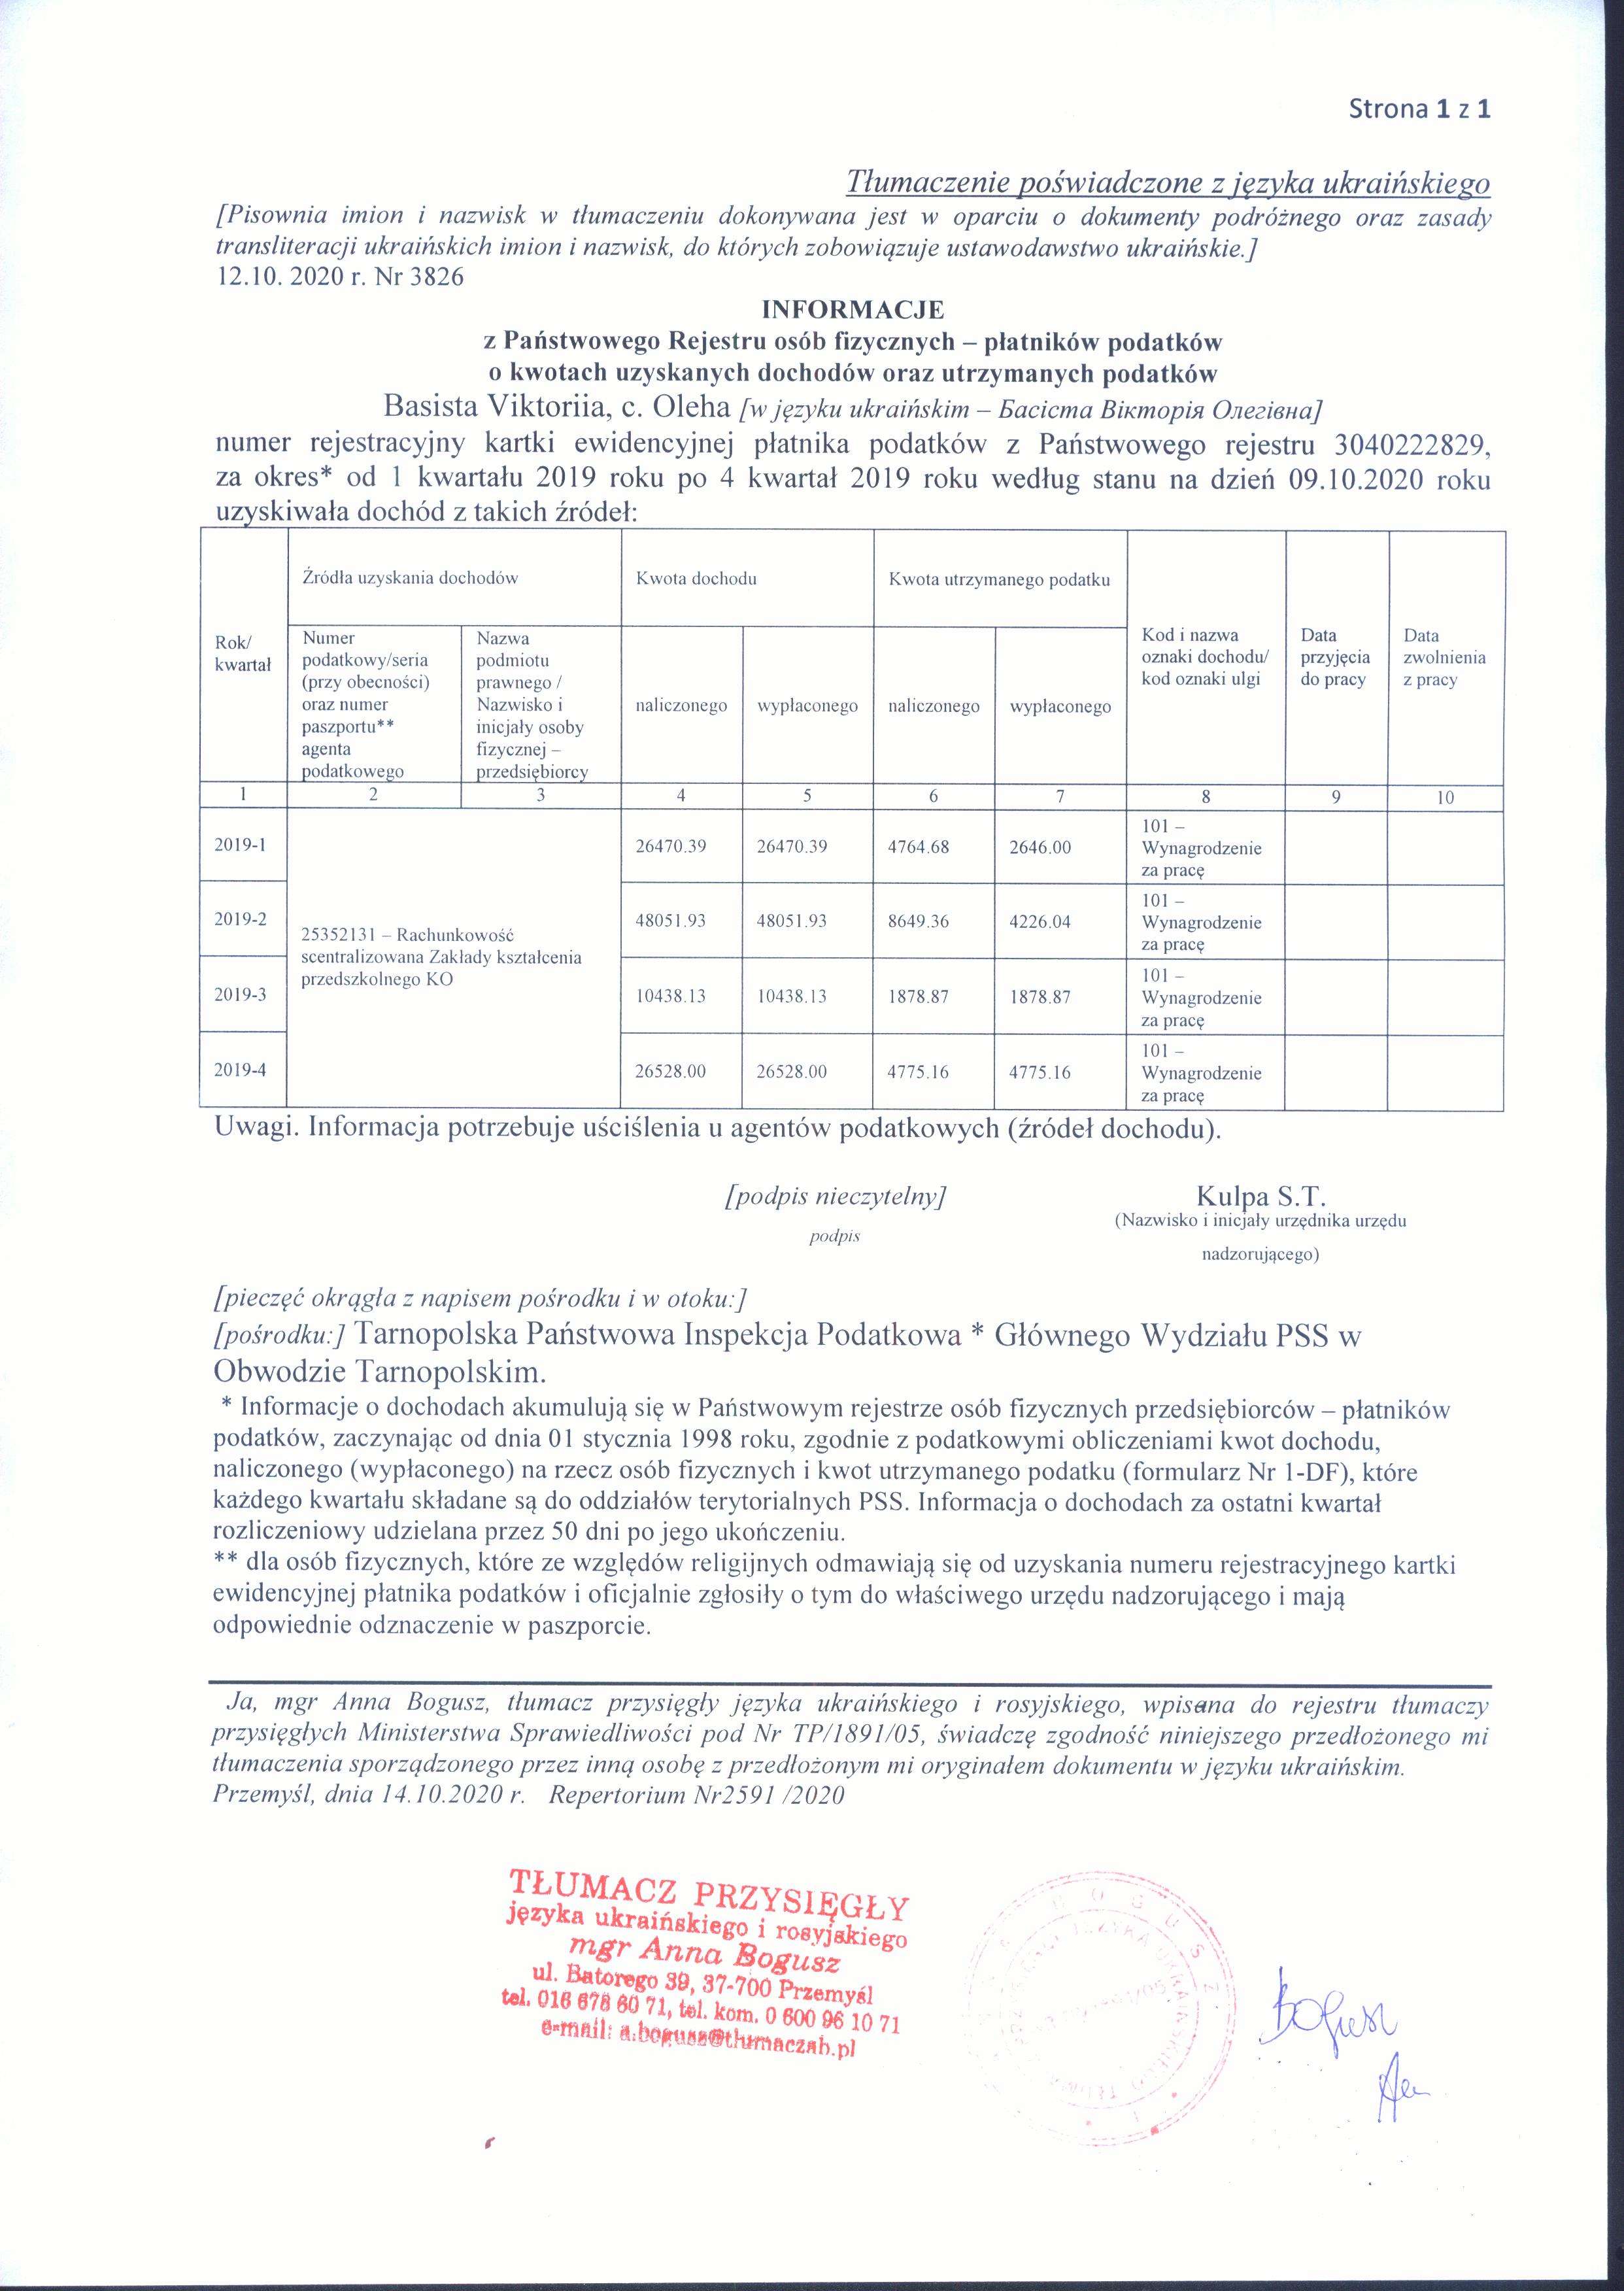 Strona 1 z 1
Tłumaczenie poświadczone z języka ukraińskiego
[Pisownia imion i nazwisk w tłumaczeniu dokonywana jest w oparciu o dokumenty podróżnego oraz zasady
transliteracji ukraińskich imion i nazwisk, do których zobowiązuje ustawodawstwo ukraińskie.]
12.10. 2020 r. Nr 3826
INFORMACJE
z Państwowego Rejestru osób fizycznych – płatników podatków
o kwotach uzyskanych dochodów oraz utrzymanych podatków
Basista Viktoriia, c. Oleha [w języku ukraińskim – Басіста Вікторія Олегівна]
numer rejestracyjny kartki ewidencyjnej płatnika podatków z Państwowego rejestru 3040222829,
za okres* od 1 kwartału 2019 roku po 4 kwartał 2019 roku według stanu na dzień 09.10.2020 roku
uzyskiwała dochód z takich źródeł:
Rok/
kwartał
Źródła uzyskania dochodów
Kwota dochodu
Kwota utrzymanego podatku
Kod i nazwa
oznaki dochodu/
kod oznaki ulgi
Data
przyjęcia
do pracy
Data
zwolnienia
z pracy
Numer
podatkowy/seria
(przy obecności)
oraz numer
paszportu**
agenta
podatkowego
Nazwa
podmiotu
prawnego /
Nazwisko i
inicjały osoby
fizycznej –
przedsiębiorcy
naliczonego
wypłaconego
naliczonego
wypłaconego
1 2 3 4 5 6 7 8 9 10
25352131 – Rachunkowość
scentralizowana Zakłady kształcenia
przedszkolnego KO
2019-1 26470.39 26470.39 4764.68 2646.00
101 –
Wynagrodzenie
za pracę
2019-2 48051.93 48051.93 8649.36 4226.04
101 –
Wynagrodzenie
za pracę
2019-3 10438.13 10438.13 1878.87 1878.87
101 –
Wynagrodzenie
za pracę
2019-4 26528.00 26528.00 4775.16 4775.16
101 –
Wynagrodzenie
za pracę
Uwagi. Informacja potrzebuje uściślenia u agentów podatkowych (źródeł dochodu).
[podpis nieczytelny]
podpis
Kulpa S.T.
(Nazwisko i inicjały urzędnika urzędu
nadzorującego)
[pieczęć okrągła z napisem pośrodku i w otoku:]
[pośrodku:] Tarnopolska Państwowa Inspekcja Podatkowa * Głównego Wydziału PSS w
Obwodzie Tarnopolskim.
* Informacje o dochodach akumulują się w Państwowym rejestrze osób fizycznych przedsiębiorców – płatników
podatków, zaczynając od dnia 01 stycznia 1998 roku, zgodnie z podatkowymi obliczeniami kwot dochodu,
naliczonego (wypłaconego) na rzecz osób fizycznych i kwot utrzymanego podatku (formularz Nr 1-DF), które
każdego kwartału składane są do oddziałów terytorialnych PSS. Informacja o dochodach za ostatni kwartał
rozliczeniowy udzielana przez 50 dni po jego ukończeniu.
** dla osób fizycznych, które ze względów religijnych odmawiają się od uzyskania numeru rejestracyjnego kartki
ewidencyjnej płatnika podatków i oficjalnie zgłosiły o tym do właściwego urzędu nadzorującego i mają
odpowiednie odznaczenie w paszporcie.
Ja, mgr Anna Bogusz, tłumacz przysięgły języka ukraińskiego i rosyjskiego, wpisana do rejestru tłumaczy
przysięgłych Ministerstwa Sprawiedliwości pod Nr TP/1891/05, świadczę zgodność niniejszego przedłożonego mi
tłumaczenia sporządzonego przez inną osobę z przedłożonym mi oryginałem dokumentu w języku ukraińskim.
Przemyśl, dnia 14.10.2020 r. Repertorium Nr2591 /2020
TŁUMACZ PRZYSIĘGŁY
języka ukraińskiego i rosyjskiego
mgr Anna Bogusz
ul. Batorego 39, 37-700 Przemyśl
tel. 016 678 60 71, tel. kom. 0 600 96 10 71
e-mail: a.bogusz@tlumaczab.pl
Bogusz